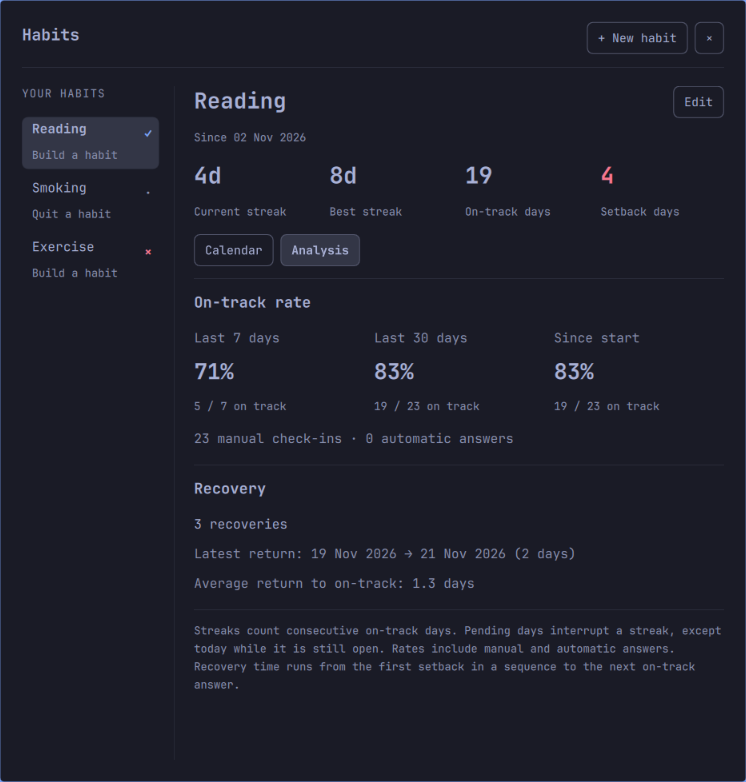 Habits
+ New habit
×
YOUR HABITS
Reading
Build a habit
Smoking
Quit a habit
Exercise
Build a habit
Reading
Edit
Since 02 Nov 2026
4d
8d
19
4
Current streak
Best streak
On-track days
Setback days
Calendar
Analysis
On-track rate
Last 7 days
Last 30 days
Since start
71%
83%
83%
5 / 7 on track
19 / 23 on track
19 / 23 on track
23 manual check-ins · 0 automatic answers
Recovery
3 recoveries
Latest return: 19 Nov 2026 → 21 Nov 2026 (2 days)
Average return to on-track: 1.3 days
Streaks count consecutive on-track days. Pending days interrupt a streak, except
today while it is still open. Rates include manual and automatic answers.
Recovery time runs from the first setback in a sequence to the next on-track
answer.